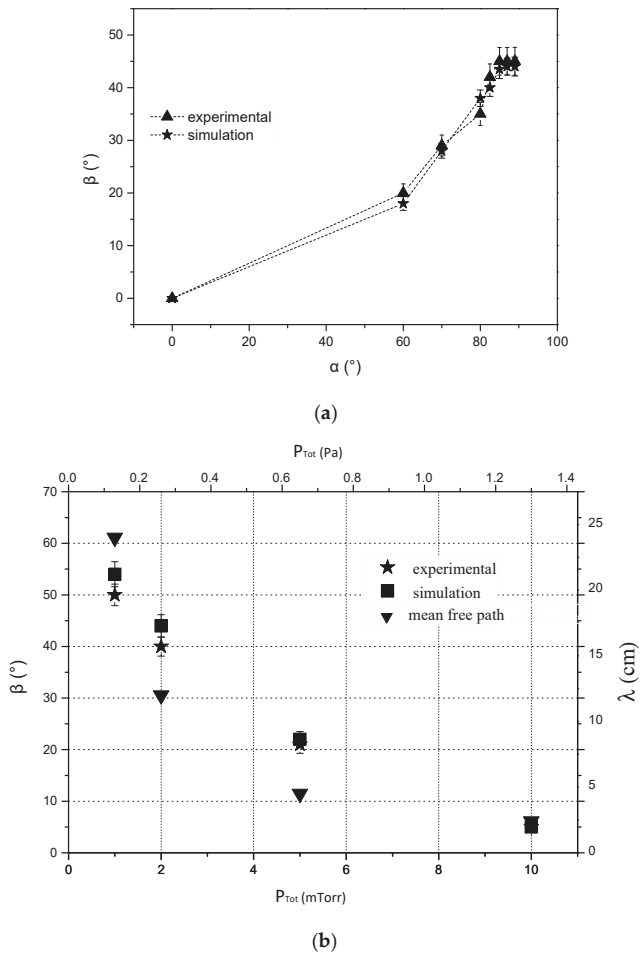 50
40
30
20
10
0
β (°)
experimental
simulation
0 20 40 60 80 100
α (°)
(a)
P_Tot (Pa)
0.0 0.2 0.4 0.6 0.8 1.0 1.2 1.4
70
60
50
40
30
20
10
0
β (°)
experimental
simulation
mean free path
25
20
15
10
5
0
λ (cm)
0 2 4 6 8 10
P_Tot (mTorr)
(b)